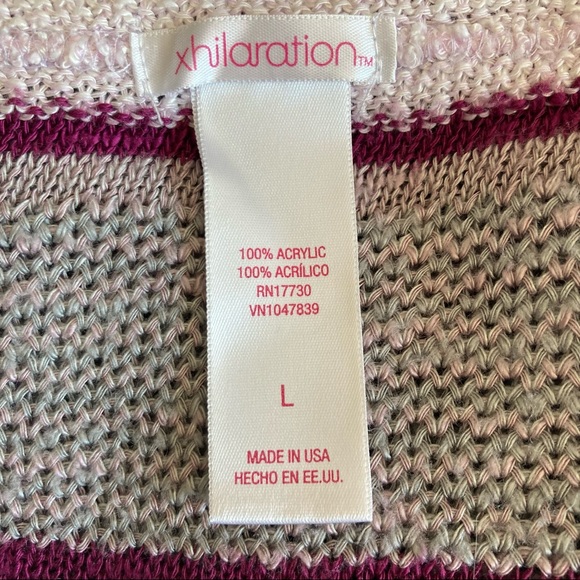 xhilaration™
100% ACRYLIC
100% ACRÍLICO
RN17730
VN1047839
L
MADE IN USA
HECHO EN EE.UU.